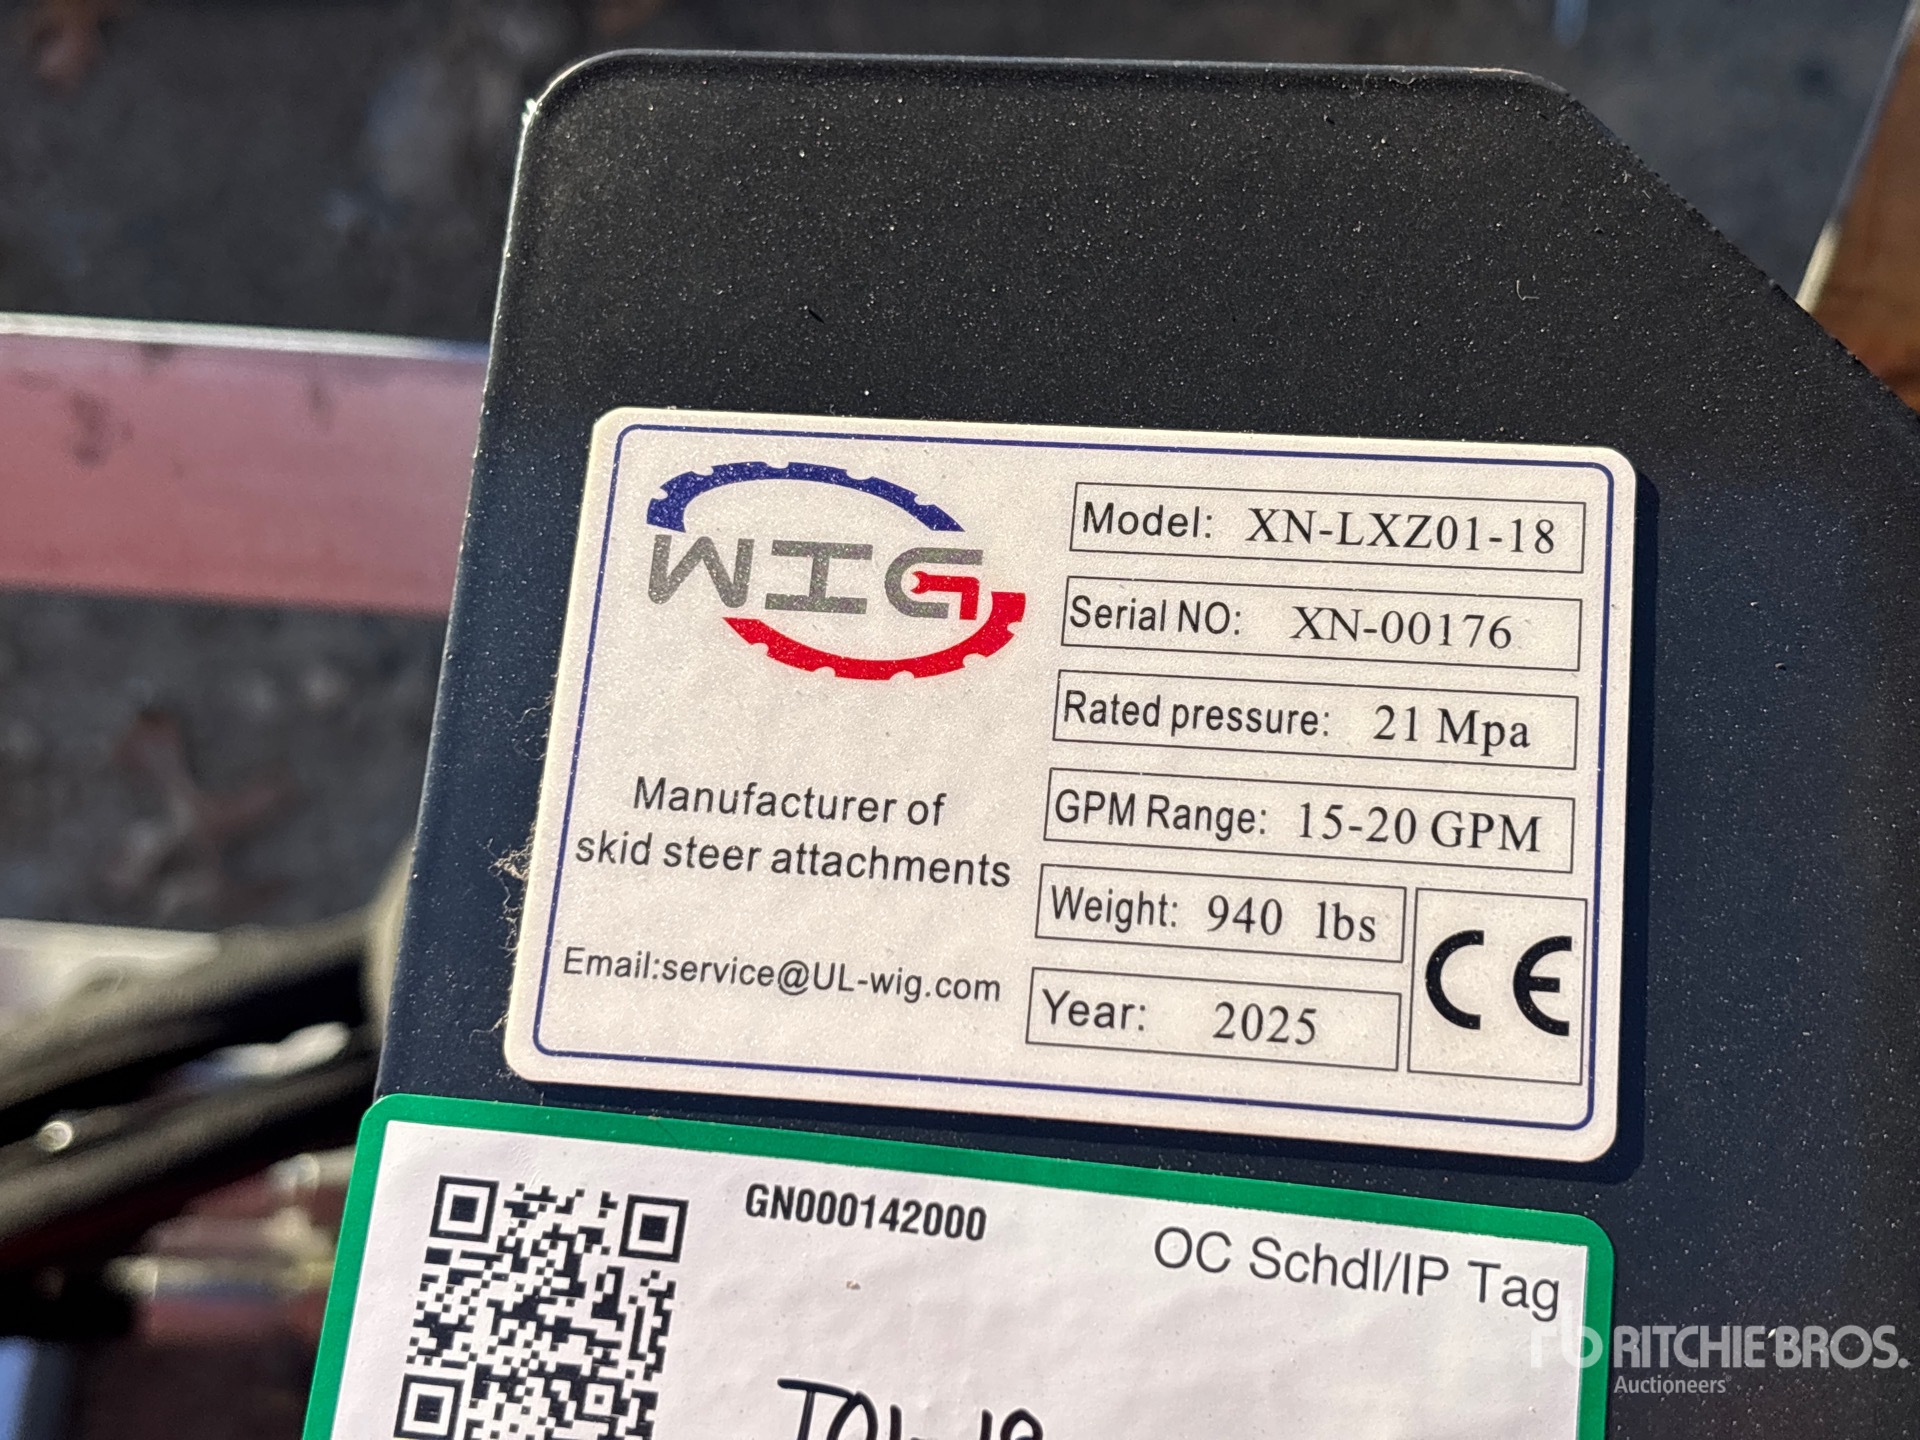 WIG
Manufacturer of
skid steer attachments
Email:service@UL-wig.com
Model: XN-LXZ01-18
Serial NO: XN-00176
Rated pressure: 21 Mpa
GPM Range: 15-20 GPM
Weight: 940 lbs
Year: 2025
CE
GN000142000
OC Schdl/IP Tag
rb RITCHIE BROS.
Auctioneers